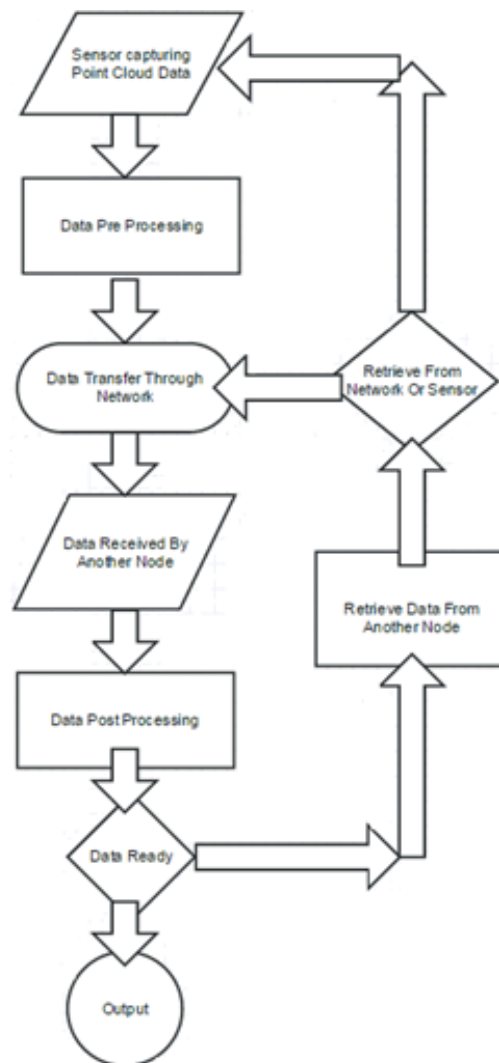 Sensor capturing
Point Cloud Data
Data Pre Processing
Data Transfer Through
Network
Retrieve From
Network Or Sensor
Data Received By
Another Node
Retrieve Data From
Another Node
Data Post Processing
Data Ready
Output